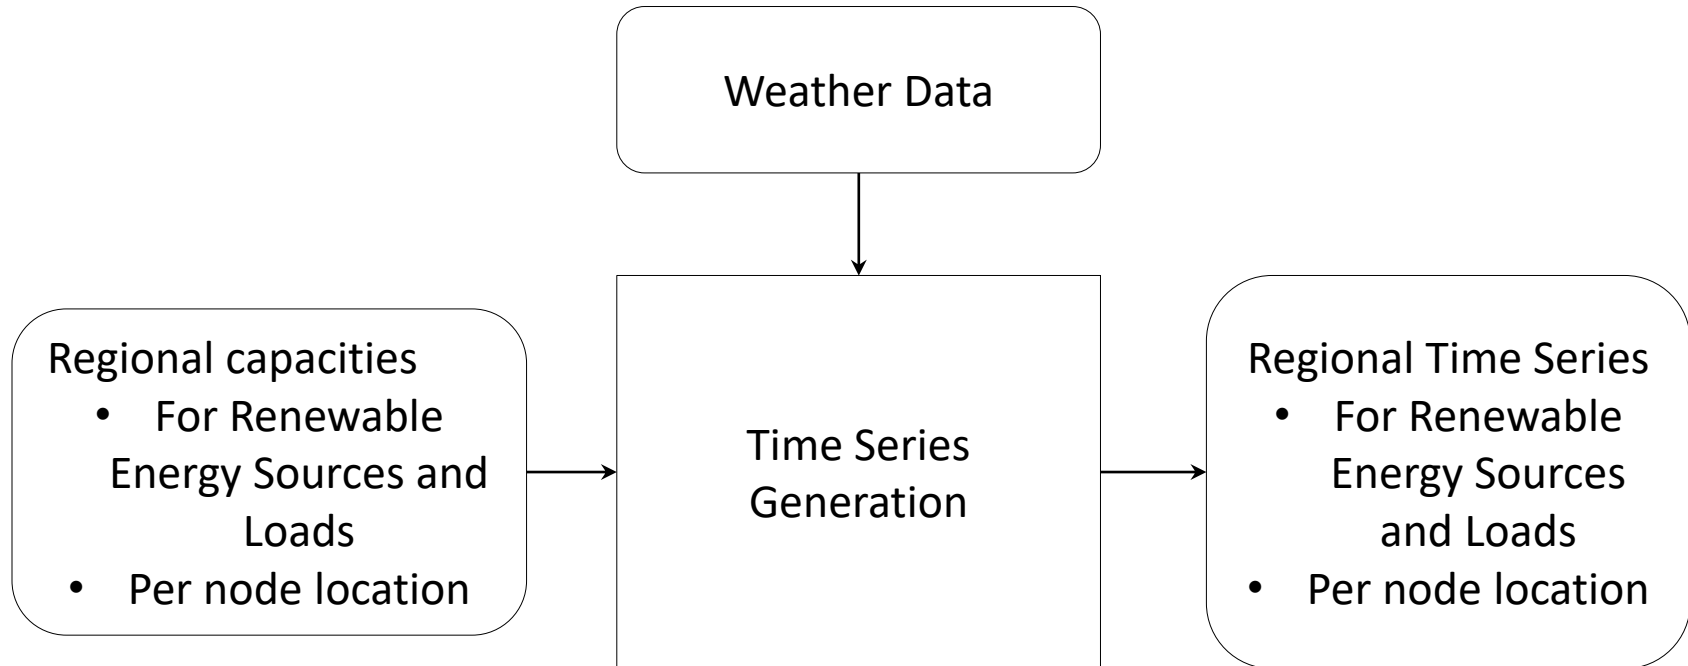 Weather Data
Regional capacities
• For Renewable
Energy Sources and
Loads
• Per node location
Time Series
Generation
Regional Time Series
• For Renewable
Energy Sources
and Loads
• Per node location